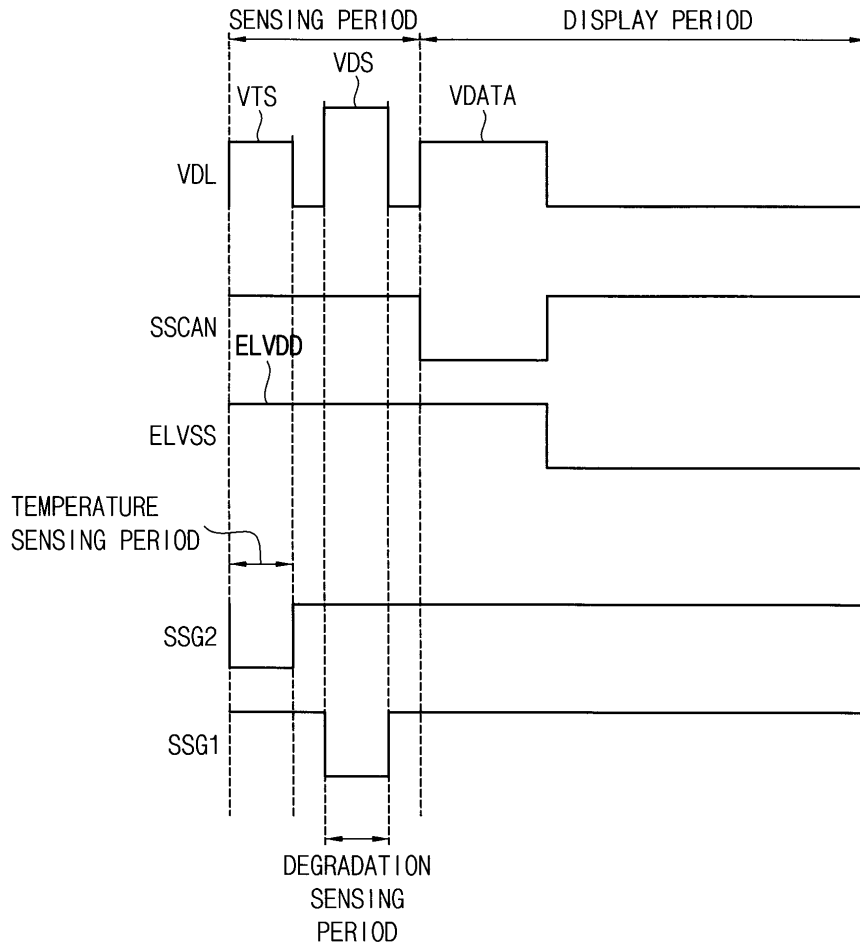 SENSING PERIOD
DISPLAY PERIOD
VDS
VTS
VDATA
VDL
SSCAN
ELVDD
ELVSS
TEMPERATURE
SENSING PERIOD
SSG2
SSG1
DEGRADATION
SENSING
PERIOD